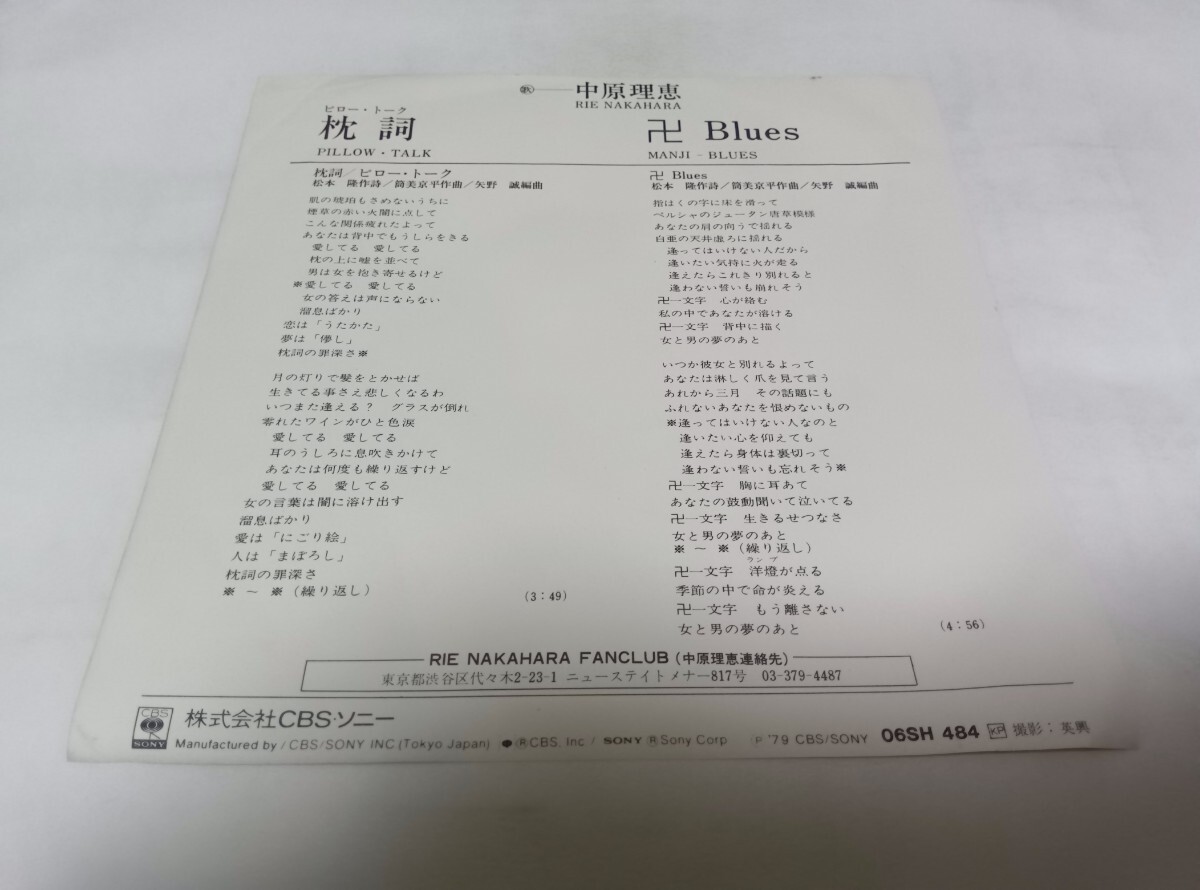 歌──中原理恵
RIE NAKAHARA
ピロー・トーク
枕詞
PILLOW・TALK
枕詞/ピロー・トーク
松本 隆作詩/筒美京平作曲/矢野 誠編曲
肌の琥珀もさめないうちに
煙草の赤い火闇に点して
こんな関係疲れたよって
あなたは背中でもうしらをきる
愛してる 愛してる
枕の上に嘘を並べて
男は女を抱き寄せるけど
※愛してる 愛してる
女の答えは声にならない
溜息ばかり
恋は「うたかた」
夢は「儚し」
枕詞の罪深さ※
月の灯りで髪をとかせば
生きてる事さえ悲しくなるわ
いつまた逢える? グラスが倒れ
零れたワインがひと色涙
愛してる 愛してる
耳のうしろに息吹きかけて
あなたは何度も繰り返すけど
愛してる 愛してる
女の言葉は闇に溶け出す
溜息ばかり
愛は「にごり絵」
人は「まぼろし」
枕詞の罪深さ
※ ~ ※(繰り返し)
(3:49)
卍 Blues
MANJI - BLUES
卍 Blues
松本 隆作詩/筒美京平作曲/矢野 誠編曲
指はくの字に床を滑って
ペルシャのジュータン唐草模様
あなたの肩の向うで揺れる
白亜の天井虚ろに揺れる
逢ってはいけない人だから
逢いたい気持に火が走る
逢えたらこれきり別れると
逢わない誓いも崩れそう
卍一文字 心が絡む
私の中であなたが溶ける
卍一文字 背中に描く
女と男の夢のあと
いつか彼女と別れるよって
あなたは淋しく爪を見て言う
あれから三月 その話題にも
ふれないあなたを恨めないもの
※逢ってはいけない人なのと
逢いたい心を抑えても
逢えたら身体は裏切って
逢わない誓いも忘れそう※
卍一文字 胸に耳あて
あなたの鼓動聞いて泣いてる
卍一文字 生きるせつなさ
女と男の夢のあと
※ ~ ※(繰り返し)
ランプ
卍一文字 洋燈が点る
季節の中で命が炎える
卍一文字 もう離さない
女と男の夢のあと
(4:56)
RIE NAKAHARA FANCLUB(中原理恵連絡先)
東京都渋谷区代々木2-23-1 ニューステイトメナー817号 03-379-4487
CBS
SONY
株式会社CBS・ソニー
Manufactured by/CBS/SONY INC(Tokyo Japan) ●ⓇCBS, Inc / SONY ⓇSony Corp Ⓟ'79 CBS/SONY 06SH 484 KP 撮影:英興